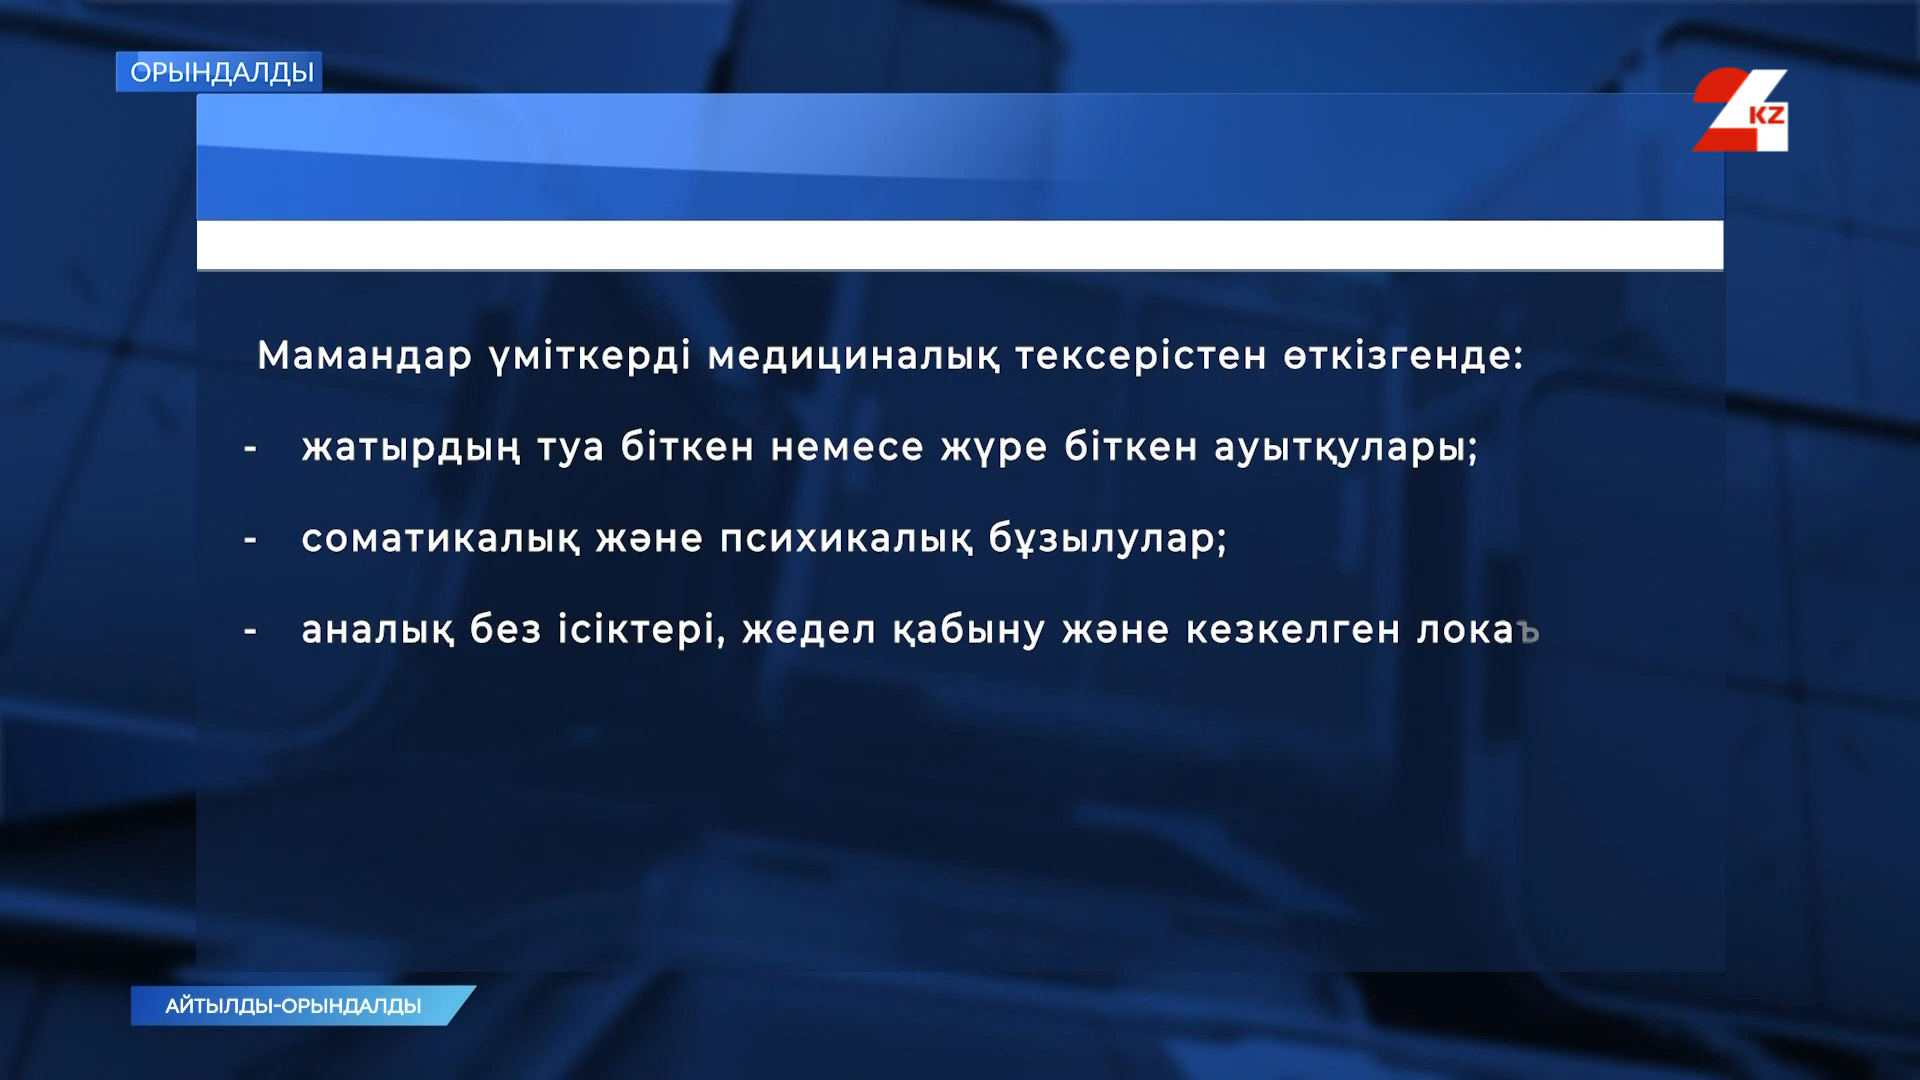 ОРЫНДАЛДЫ
24 KZ
Мамандар үміткерді медициналық тексерістен өткізгенде:
- жатырдың туа біткен немесе жүре біткен ауытқулары;
- соматикалық және психикалық бұзылулар;
- аналық без ісіктері, жедел қабыну және кезкелген
АЙТЫЛДЫ-ОРЫНДАЛДЫ